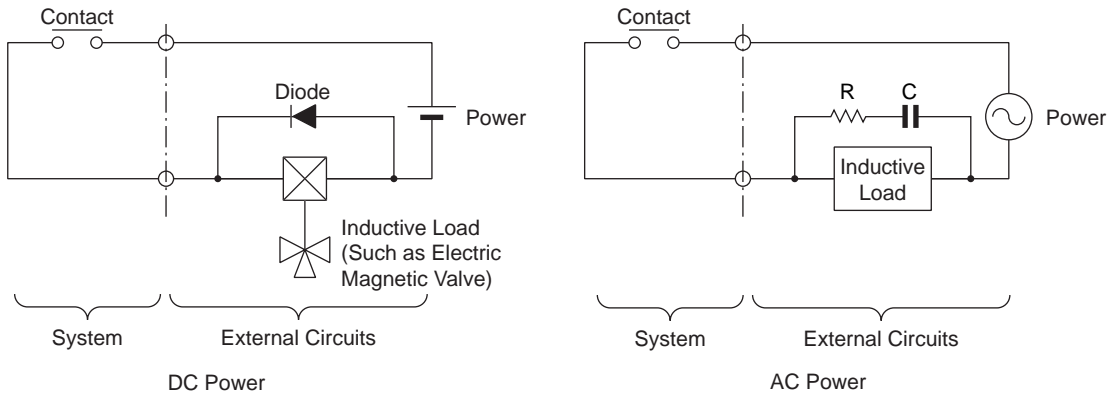 Contact
Diode
Power
Inductive Load
(Such as Electric
Magnetic Valve)
System
External Circuits
DC Power
Contact
R
C
Power
Inductive
Load
System
External Circuits
AC Power